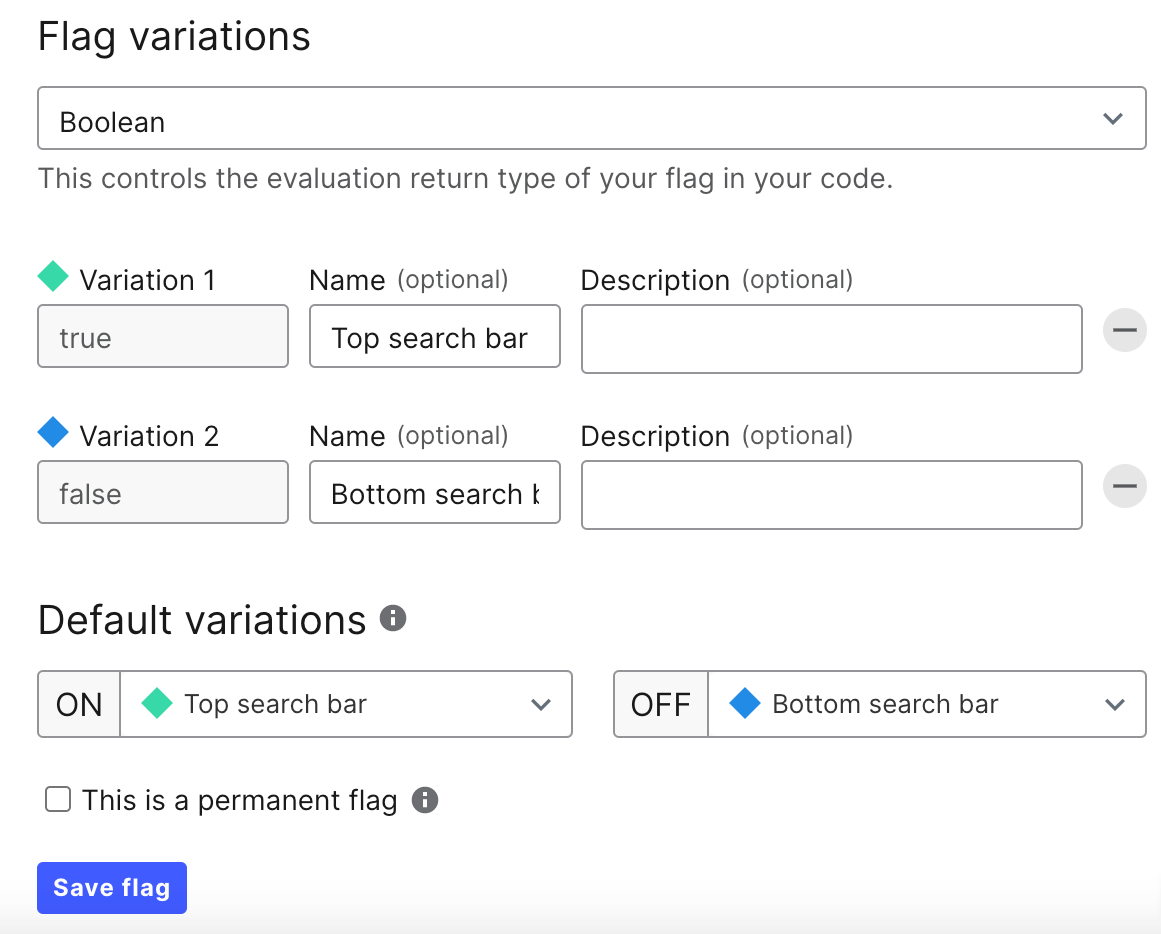 Flag variations
Boolean
This controls the evaluation return type of your flag in your code.
Variation 1 Name (optional) Description (optional)
true Top search bar
Variation 2 Name (optional) Description (optional)
false Bottom search b
Default variations
ON Top search bar OFF Bottom search bar
This is a permanent flag
Save flag